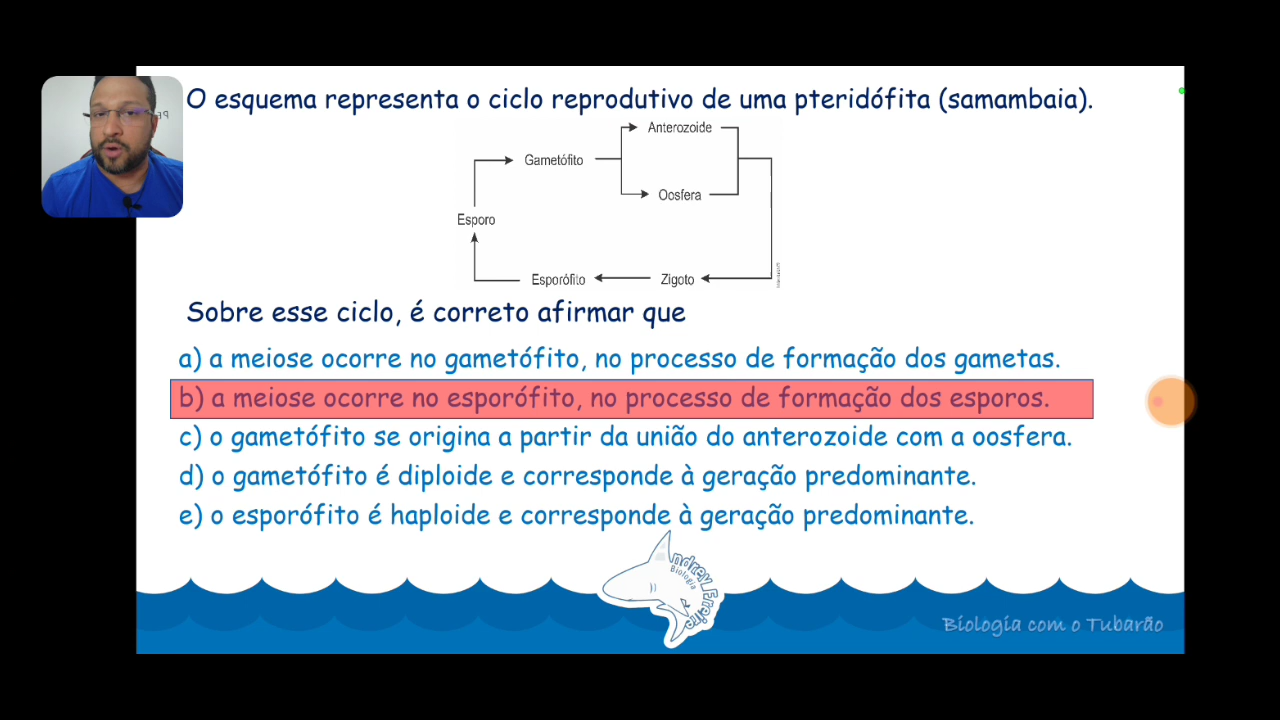 O esquema representa o ciclo reprodutivo de uma pteridófita (samambaia).
Anterozoide
Gametófito
Oosfera
Esporo
Esporófito
Zigoto
Sobre esse ciclo, é correto afirmar que
a) a meiose ocorre no gametófito, no processo de formação dos gametas.
b) a meiose ocorre no esporófito, no processo de formação dos esporos.
c) o gametófito se origina a partir da união do anterozoide com a oosfera.
d) o gametófito é diploide e corresponde à geração predominante.
e) o esporófito é haploide e corresponde à geração predominante.
Biologia
Biologia com o Tubarão